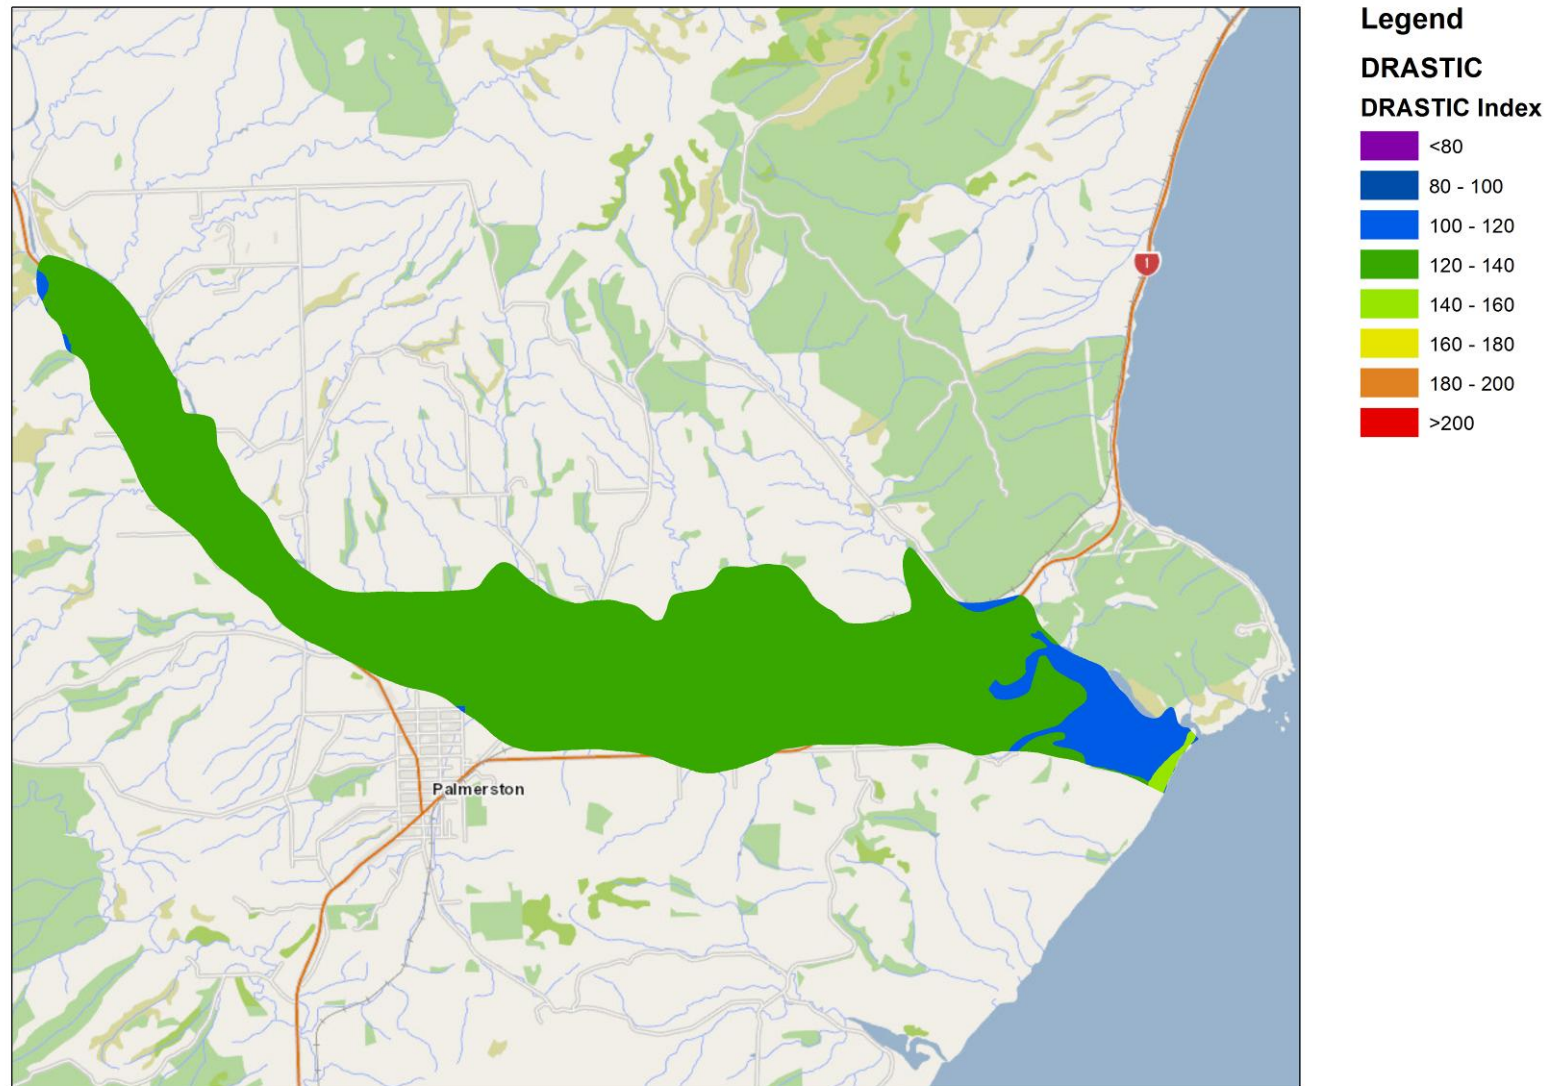 Legend
DRASTIC
DRASTIC Index
<80
80 - 100
100 - 120
120 - 140
140 - 160
160 - 180
180 - 200
>200
1
Palmerston